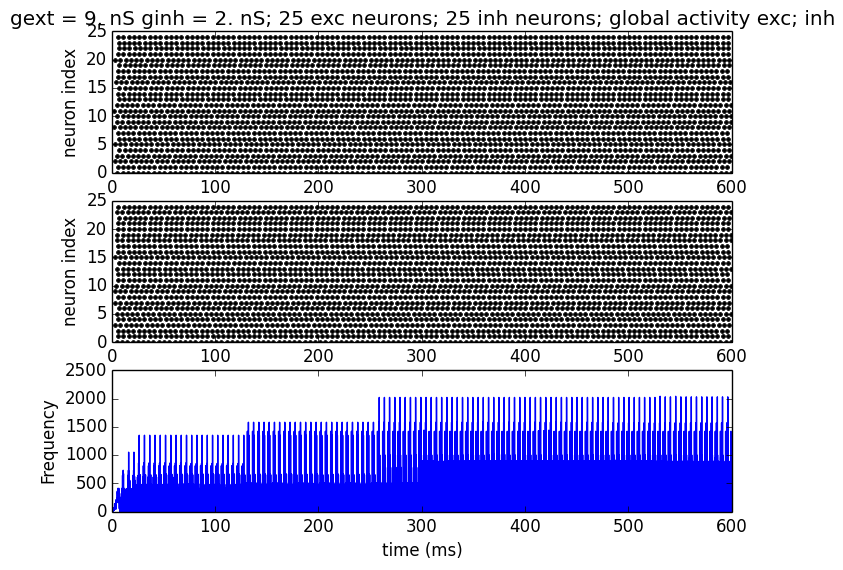 gext = 9. nS ginh = 2. nS; 25 exc neurons; 25 inh neurons; global activity exc; inh
25
20
15
10
5
0
neuron index
0 100 200 300 400 500 600
25
20
15
10
5
0
neuron index
0 100 200 300 400 500 600
2500
2000
1500
1000
500
0
Frequency
0 100 200 300 400 500 600
time (ms)